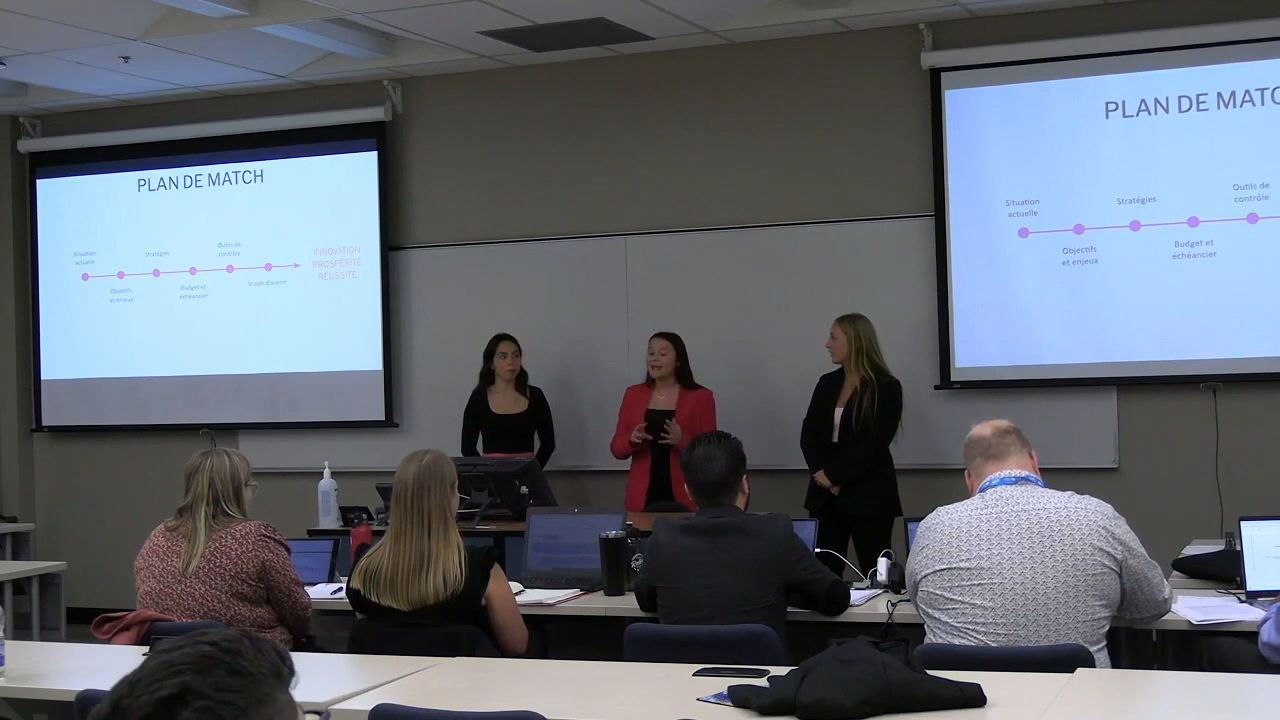 PLAN DE MATCH
Situation
actuelle
Objectifs
et enjeux
Stratégies
Budget et
échéancier
Outils de
contrôle
Vision d'avenir
INNOVATION
PROSPÉRITÉ
RÉUSSITE
PLAN DE MATC
Situation
actuelle
Objectifs
et enjeux
Stratégies
Budget et
échéancier
Outils de
contrôle